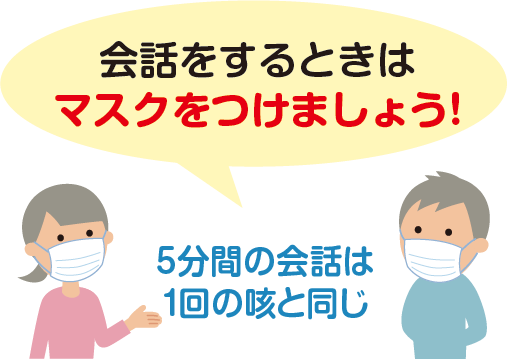 会話をするときは
マスクをつけましょう!
5分間の会話は
1回の咳と同じ